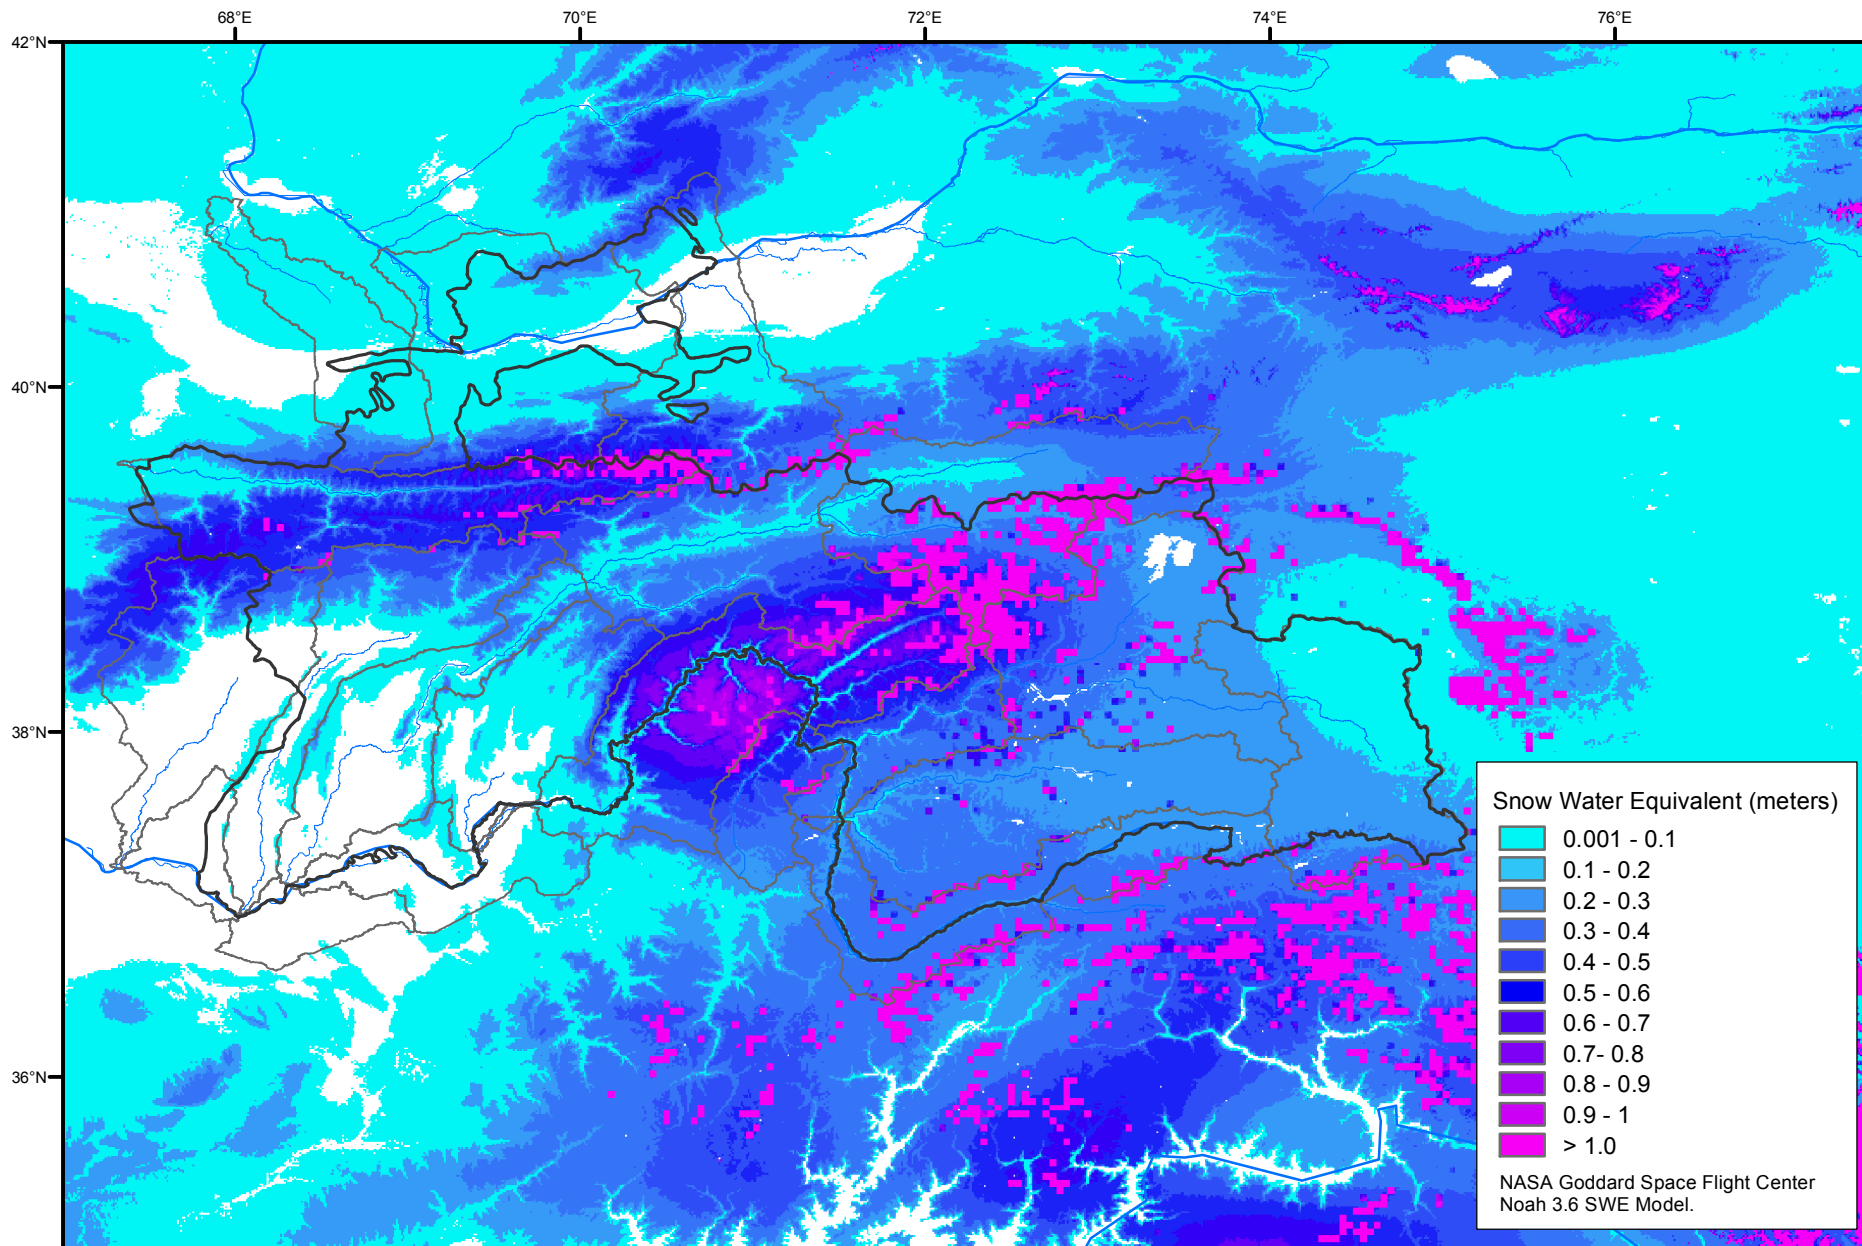 68°E 70°E 72°E 74°E 76°E
42°N
40°N
38°N
36°N
Snow Water Equivalent (meters)
0.001 - 0.1
0.1 - 0.2
0.2 - 0.3
0.3 - 0.4
0.4 - 0.5
0.5 - 0.6
0.6 - 0.7
0.7- 0.8
0.8 - 0.9
0.9 - 1
> 1.0
NASA Goddard Space Flight Center
Noah 3.6 SWE Model.